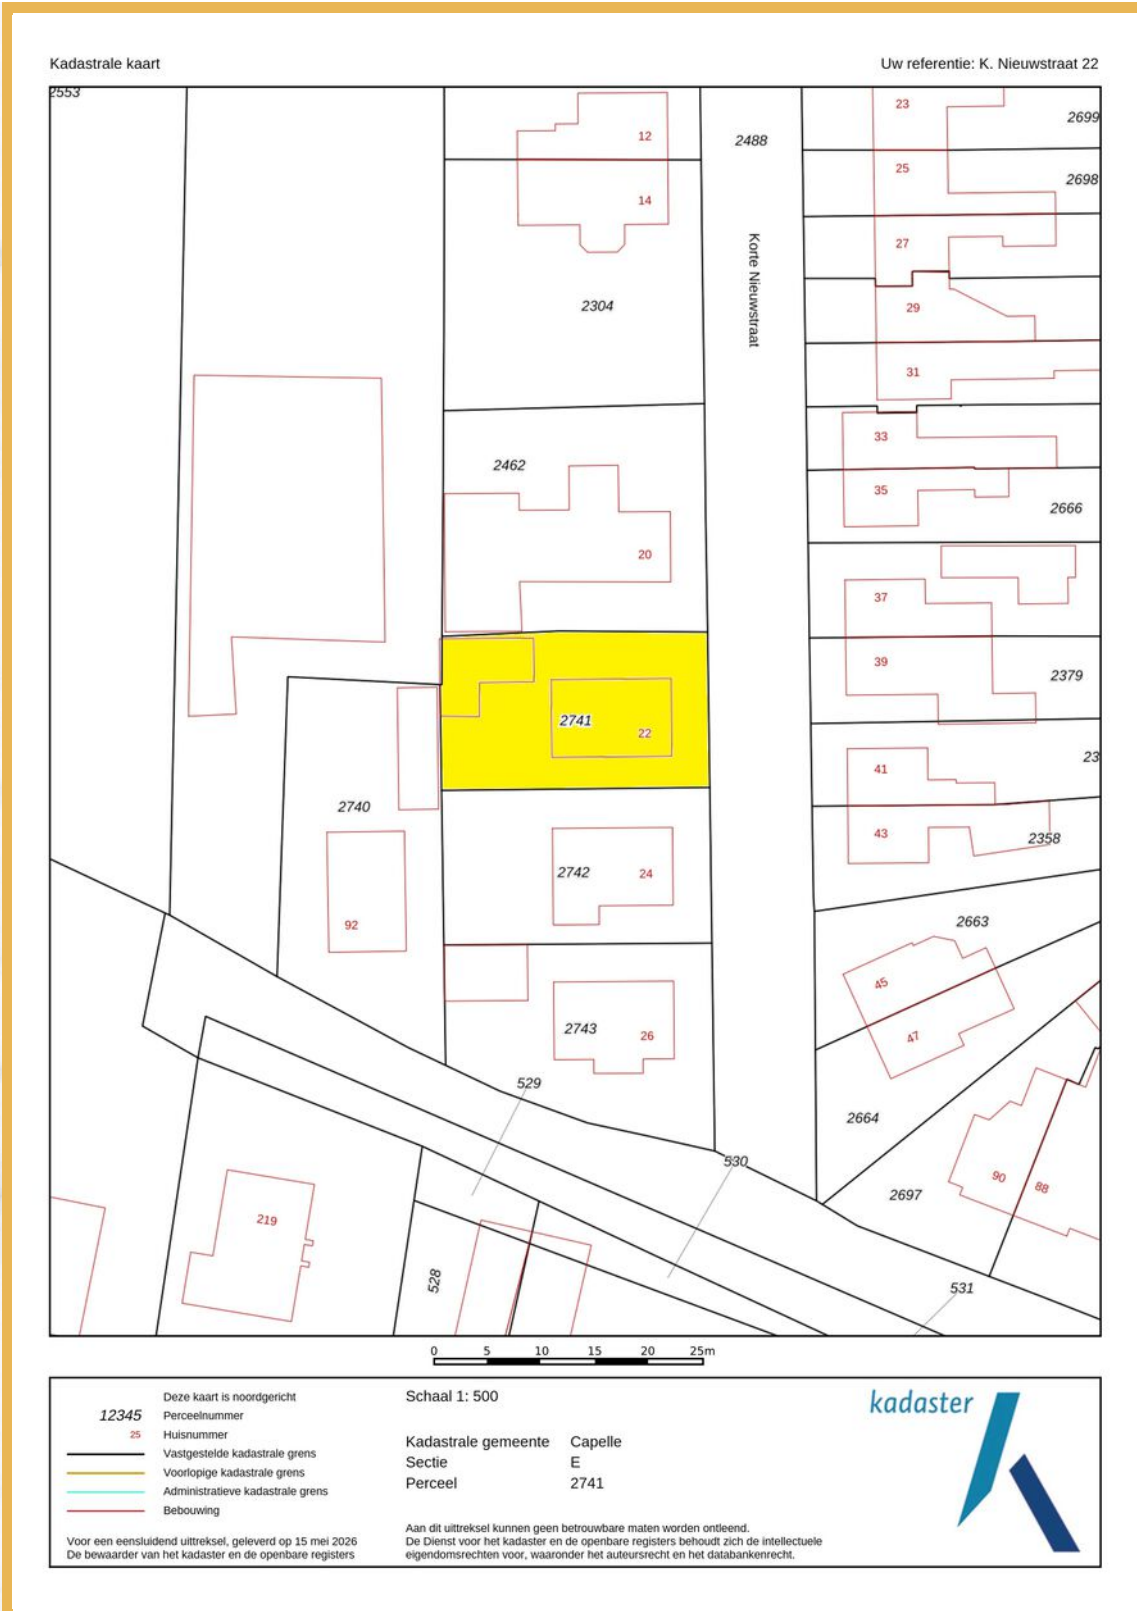 Kadastrale kaart
Uw referentie: K. Nieuwstraat 22
2553
12
14
2304
2488
Korte Nieuwstraat
23
2699
25
2698
27
29
31
33
35
2666
2462
20
37
39
2379
2741
22
41
23
43
2358
2740
92
2742
24
2663
45
47
2743
26
529
2664
530
90
88
2697
219
528
531
0 5 10 15 20 25m
Deze kaart is noordgericht
12345 Perceelnummer
25 Huisnummer
Vastgestelde kadastrale grens
Voorlopige kadastrale grens
Administratieve kadastrale grens
Bebouwing
Voor een eensluidend uittreksel, geleverd op 15 mei 2026
De bewaarder van het kadaster en de openbare registers
Schaal 1: 500
Kadastrale gemeente Capelle
Sectie E
Perceel 2741
Aan dit uittreksel kunnen geen betrouwbare maten worden ontleend.
De Dienst voor het kadaster en de openbare registers behoudt zich de intellectuele
eigendomsrechten voor, waaronder het auteursrecht en het databankenrecht.
kadaster